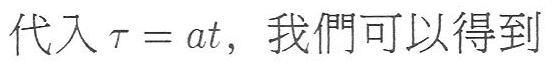 代入 τ = at, 我們可以得到